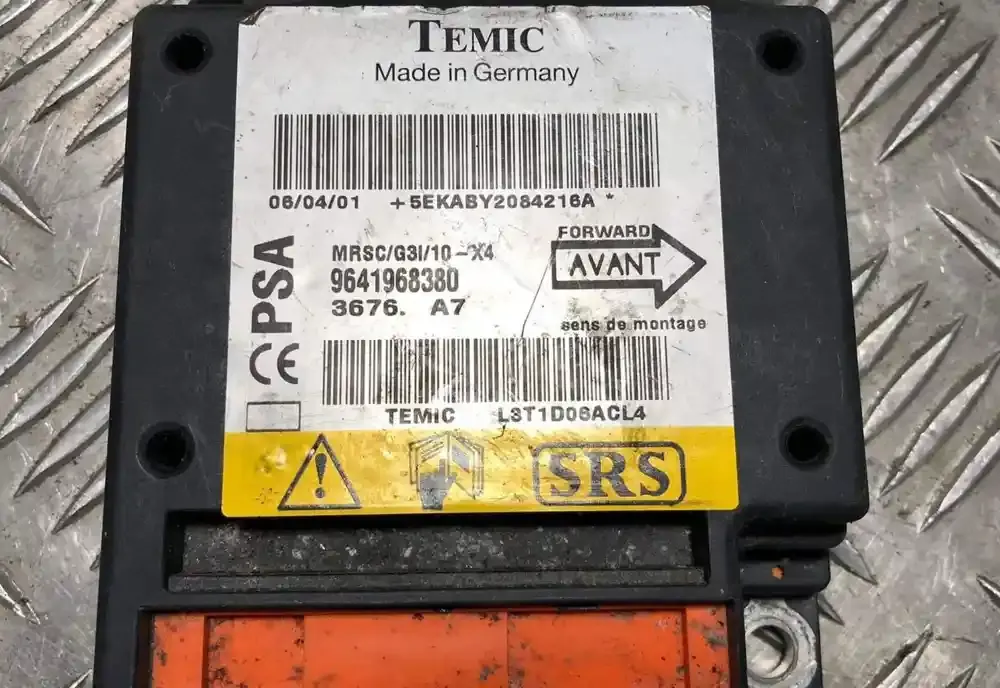 TEMIC
Made in Germany
06/04/01 +5EKABY2084216A *
MRSC/G3I/10-X4
9641968380
3676. A7
FORWARD
AVANT
sens de montage
PSA
CE
TEMIC L3T1D06ACL4
SRS